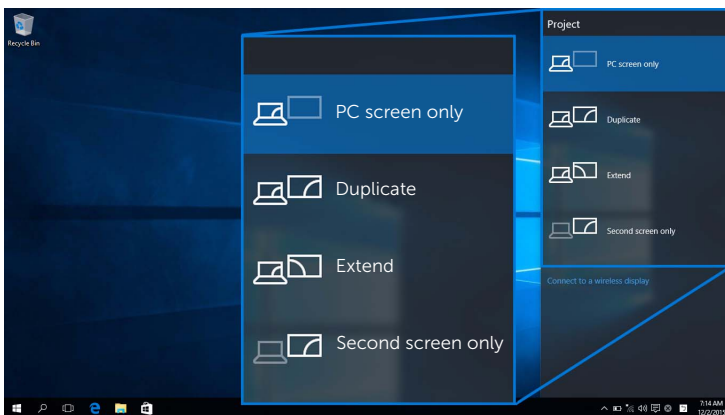 Recycle Bin
PC screen only
Duplicate
Extend
Second screen only
Project
PC screen only
Duplicate
Extend
Second screen only
Connect to a wireless display
7:14 AM